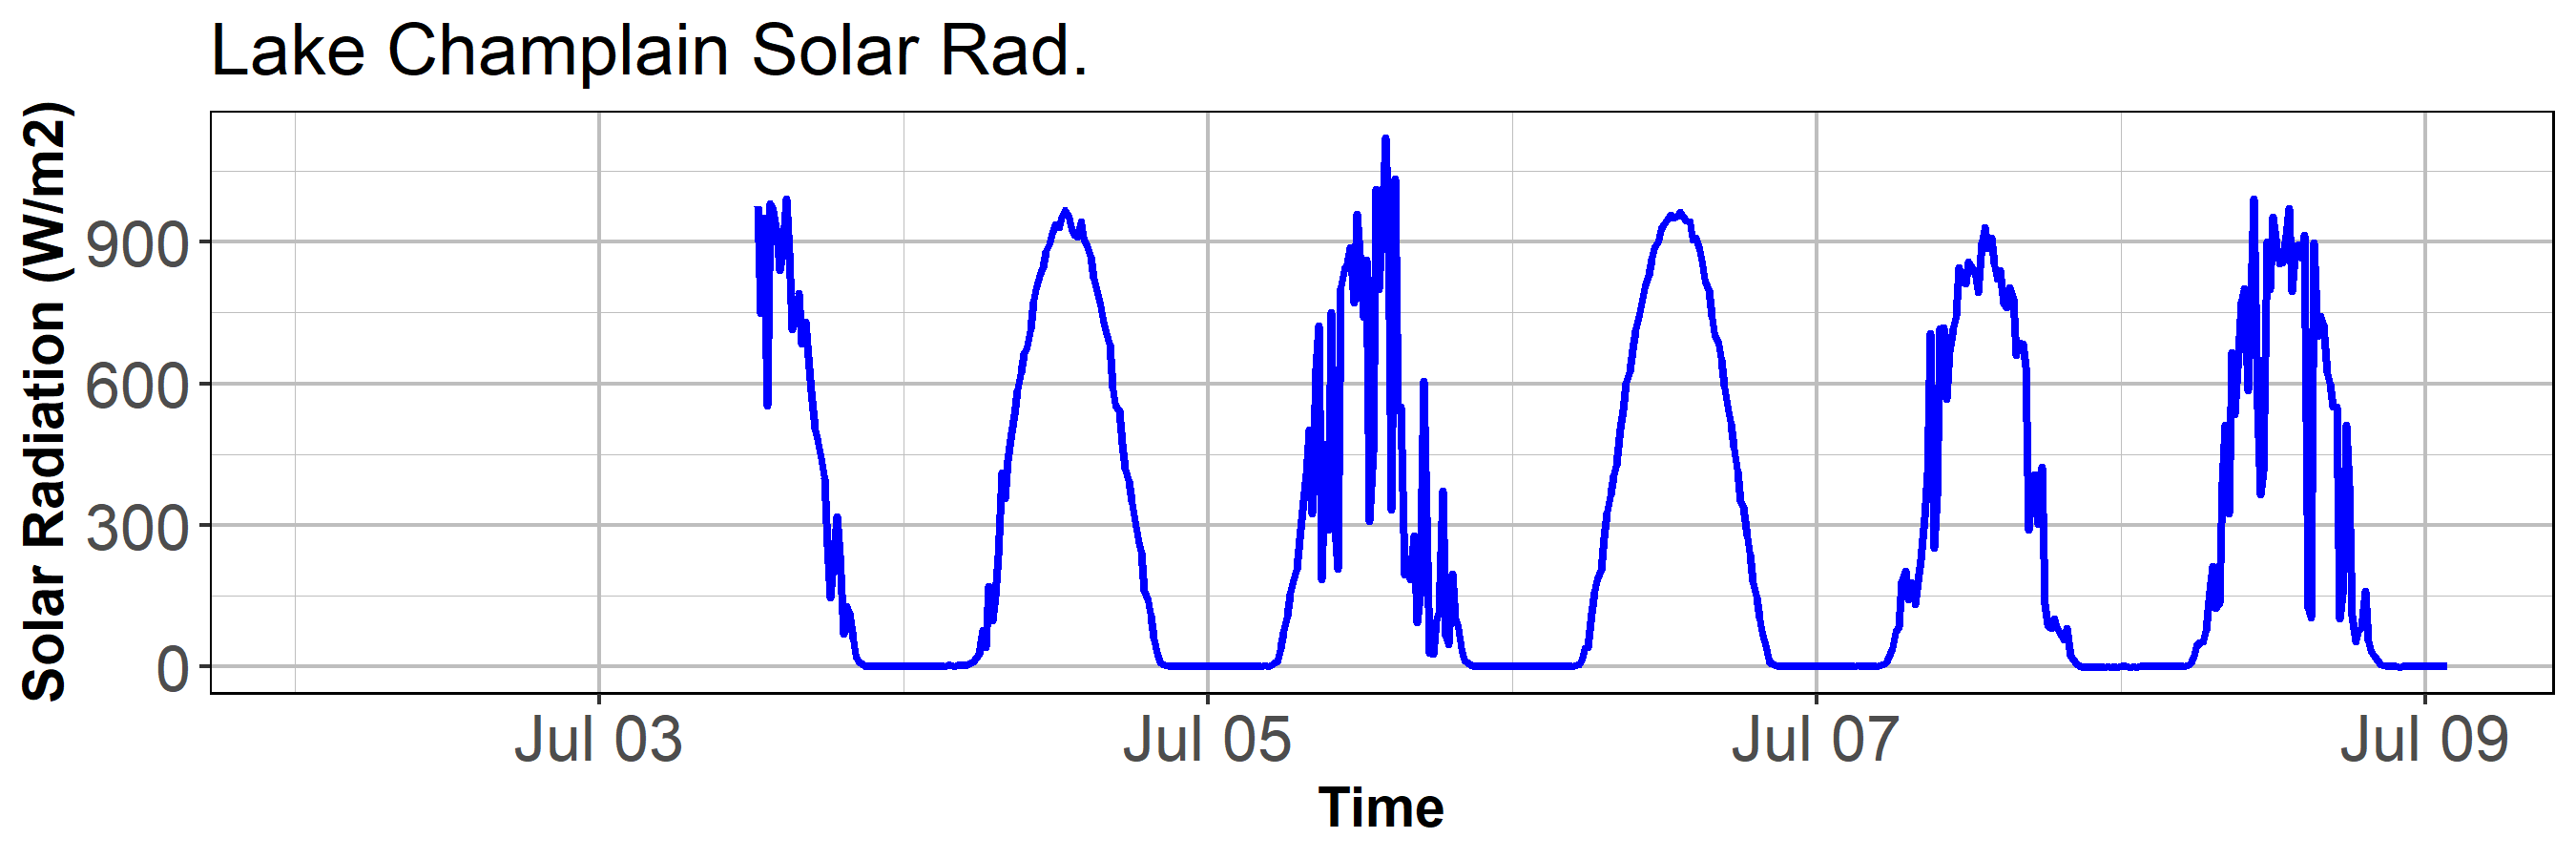 Lake Champlain Solar Rad.
Solar Radiation (W/m2)
900
600
300
0
Jul 03
Jul 05
Jul 07
Jul 09
Time